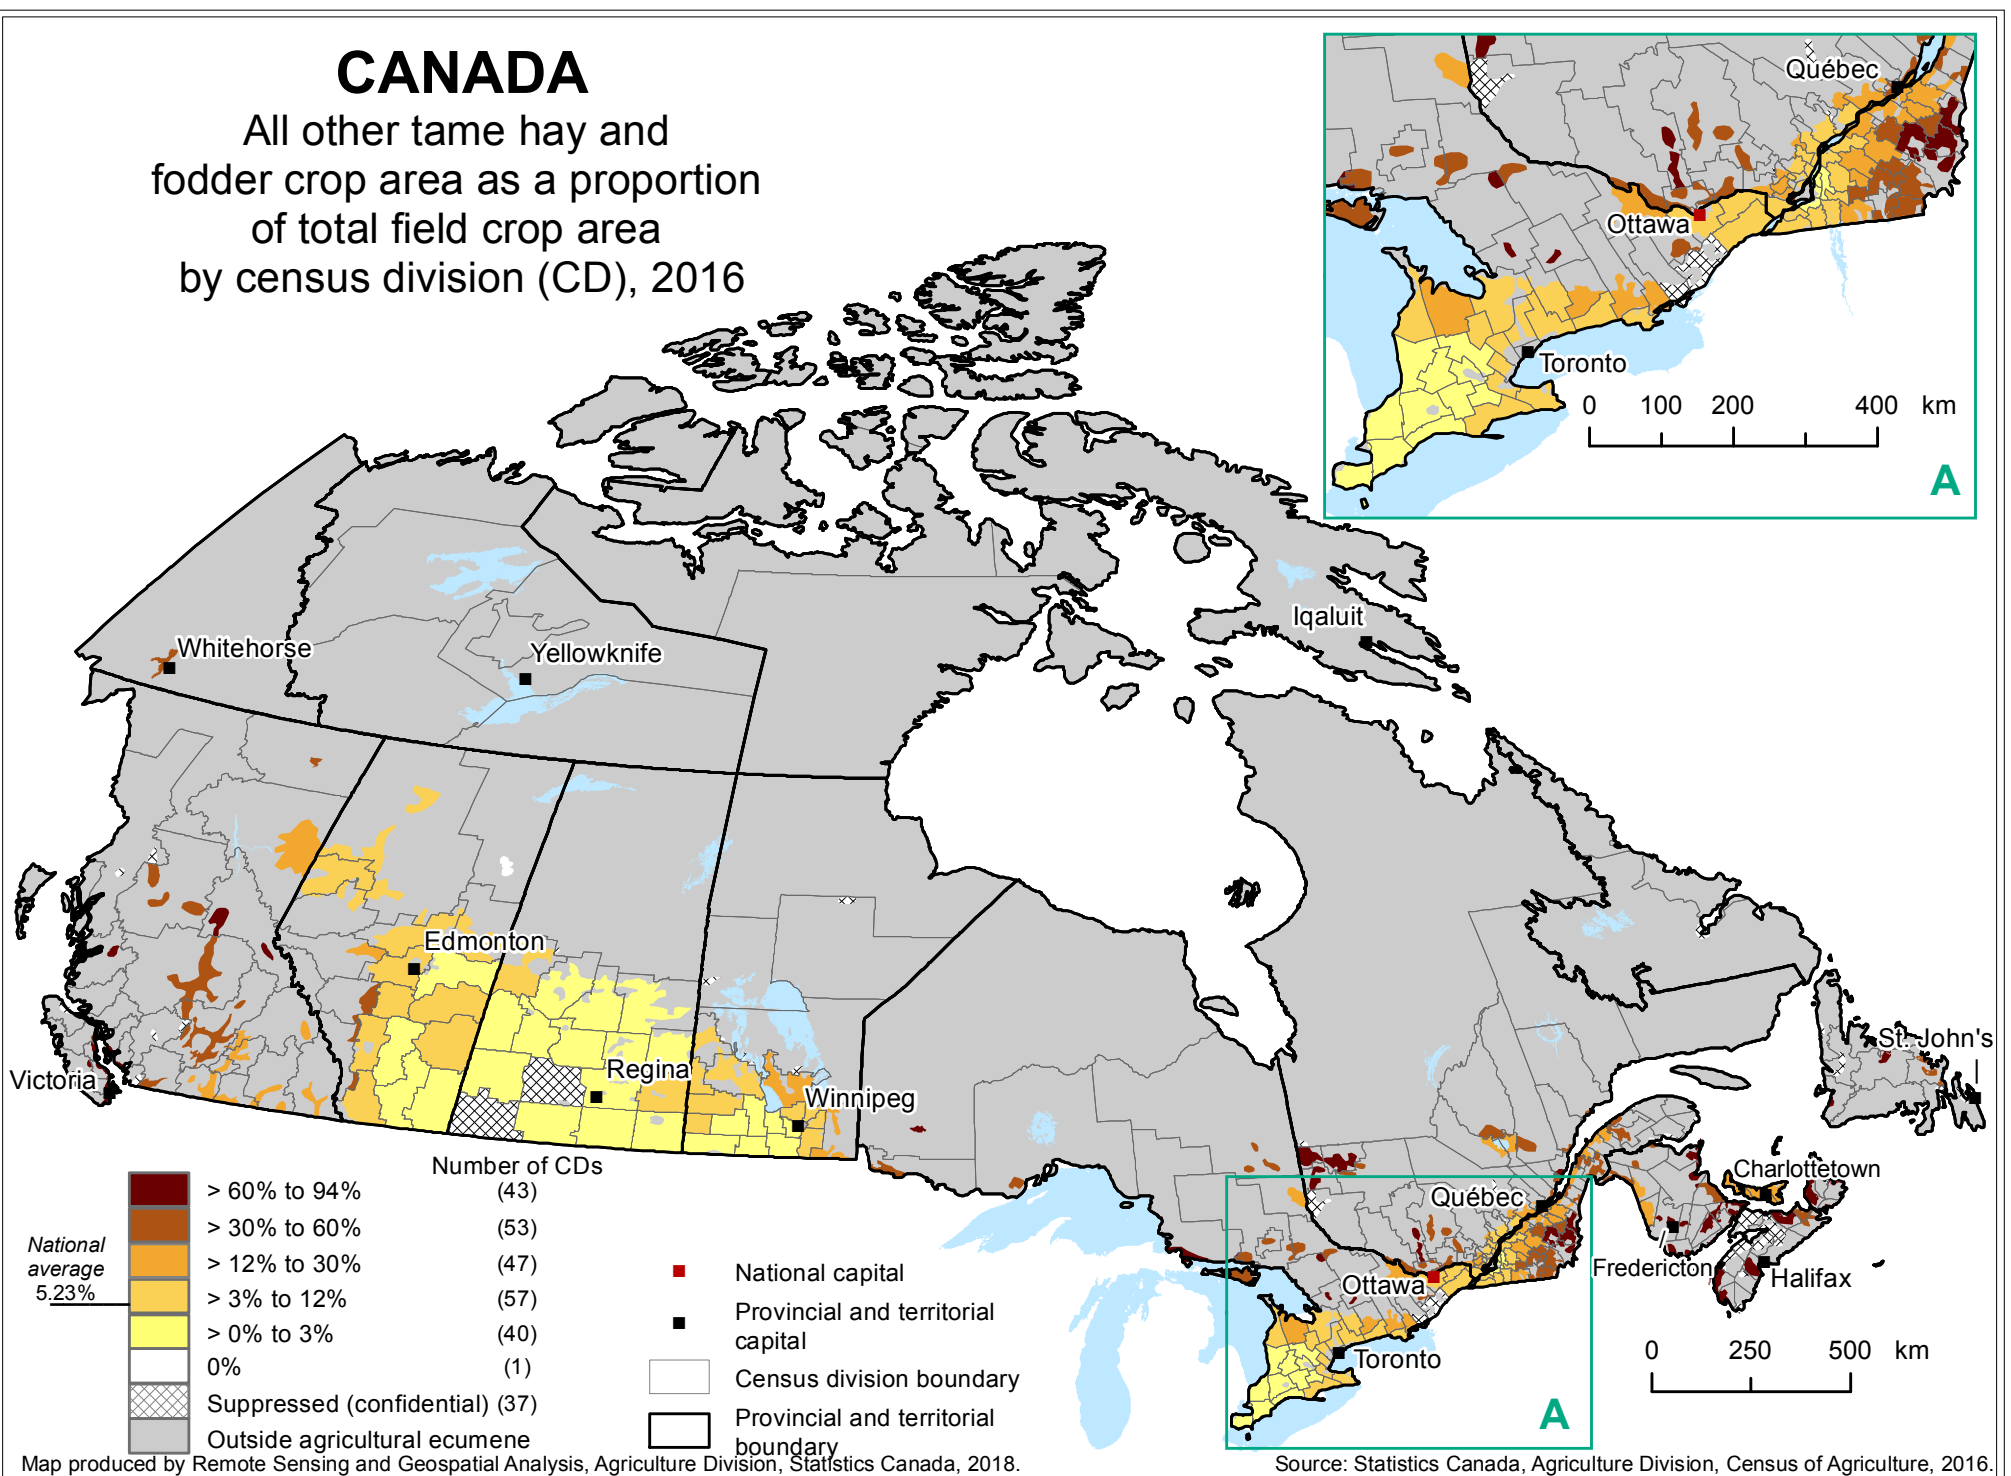 CANADA
All other tame hay and
fodder crop area as a proportion
of total field crop area
by census division (CD), 2016
Québec
Ottawa
Toronto
0 100 200 400 km
A
Whitehorse
Yellowknife
Iqaluit
Edmonton
Regina
Victoria
Winnipeg
St. John's
Charlottetown
Québec
Fredericton
Halifax
Ottawa
Toronto
0 250 500 km
A
Number of CDs
> 60% to 94% (43)
> 30% to 60% (53)
National
average
5.23%
> 12% to 30% (47)
> 3% to 12% (57)
> 0% to 3% (40)
0% (1)
Suppressed (confidential) (37)
Outside agricultural ecumene
National capital
Provincial and territorial
capital
Census division boundary
Provincial and territorial
boundary
Map produced by Remote Sensing and Geospatial Analysis, Agriculture Division, Statistics Canada, 2018.
Source: Statistics Canada, Agriculture Division, Census of Agriculture, 2016.